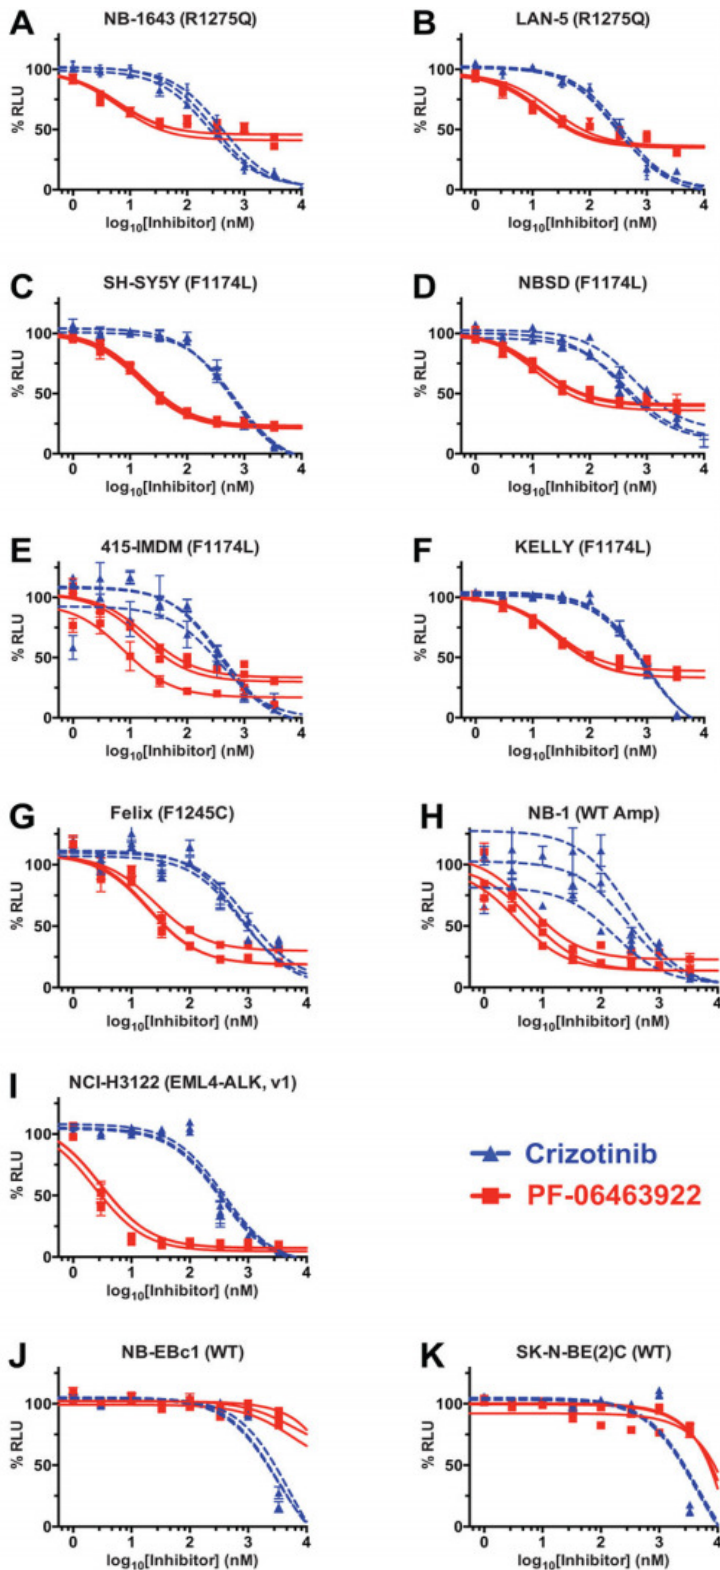 A NB-1643 (R1275Q)
% RLU
100
50
0
0 1 2 3 4
log10[Inhibitor] (nM)
B LAN-5 (R1275Q)
% RLU
100
50
0
0 1 2 3 4
log10[Inhibitor] (nM)
C SH-SY5Y (F1174L)
% RLU
100
50
0
0 1 2 3 4
log10[Inhibitor] (nM)
D NBSD (F1174L)
% RLU
100
50
0
0 1 2 3 4
log10[Inhibitor] (nM)
E 415-IMDM (F1174L)
% RLU
100
50
0
0 1 2 3 4
log10[Inhibitor] (nM)
F KELLY (F1174L)
% RLU
100
50
0
0 1 2 3 4
log10[Inhibitor] (nM)
G Felix (F1245C)
% RLU
100
50
0
0 1 2 3 4
log10[Inhibitor] (nM)
H NB-1 (WT Amp)
% RLU
100
50
0
0 1 2 3 4
log10[Inhibitor] (nM)
I NCI-H3122 (EML4-ALK, v1)
% RLU
100
50
0
0 1 2 3 4
log10[Inhibitor] (nM)
Crizotinib
PF-06463922
J NB-EBc1 (WT)
% RLU
100
50
0
0 1 2 3 4
log10[Inhibitor] (nM)
K SK-N-BE(2)C (WT)
% RLU
100
50
0
0 1 2 3 4
log10[Inhibitor] (nM)